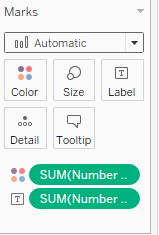 Marks
Automatic
Color Size Label
Detail Tooltip
SUM(Number ..
SUM(Number ..